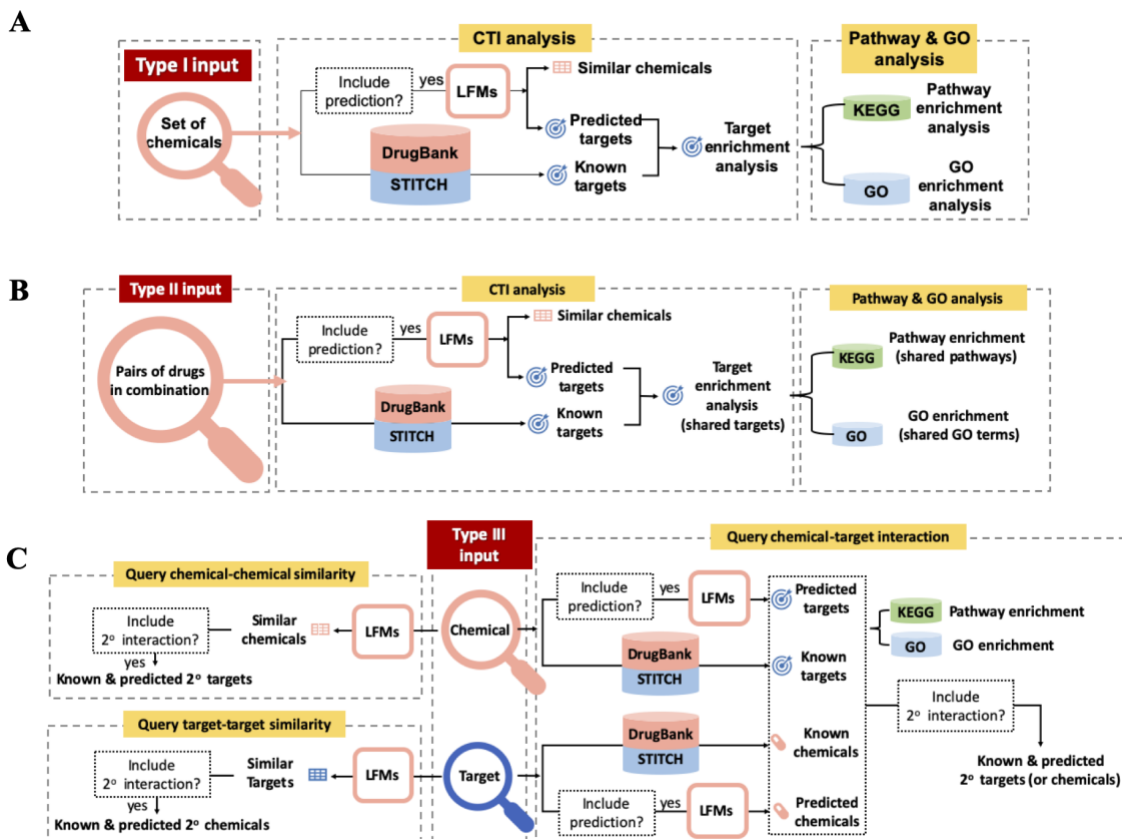 A
Type I input
Set of
chemicals
CTI analysis
Include
prediction?
yes
LFMs
Similar chemicals
Predicted
targets
DrugBank
STITCH
Known
targets
Target
enrichment
analysis
Pathway & GO
analysis
KEGG
Pathway
enrichment
analysis
GO
GO
enrichment
analysis
B
Type II input
Pairs of drugs
in combination
CTI analysis
Include
prediction?
yes
LFMs
Similar chemicals
Predicted
targets
DrugBank
STITCH
Known
targets
Target
enrichment
analysis
(shared targets)
Pathway & GO analysis
KEGG
Pathway enrichment
(shared pathways)
GO
GO enrichment
(shared GO terms)
C
Type III
input
Query chemical-chemical similarity
Include
2º interaction?
yes
Known & predicted 2º targets
Similar
chemicals
LFMs
Chemical
Query target-target similarity
Include
2º interaction?
yes
Known & predicted 2º chemicals
Similar
Targets
LFMs
Target
Query chemical-target interaction
Include
prediction?
yes
LFMs
Predicted
targets
DrugBank
STITCH
Known
targets
DrugBank
STITCH
Known
chemicals
Include
prediction?
yes
LFMs
Predicted
chemicals
KEGG
Pathway enrichment
GO
GO enrichment
Include
2º interaction?
Known & predicted
2º targets (or chemicals)